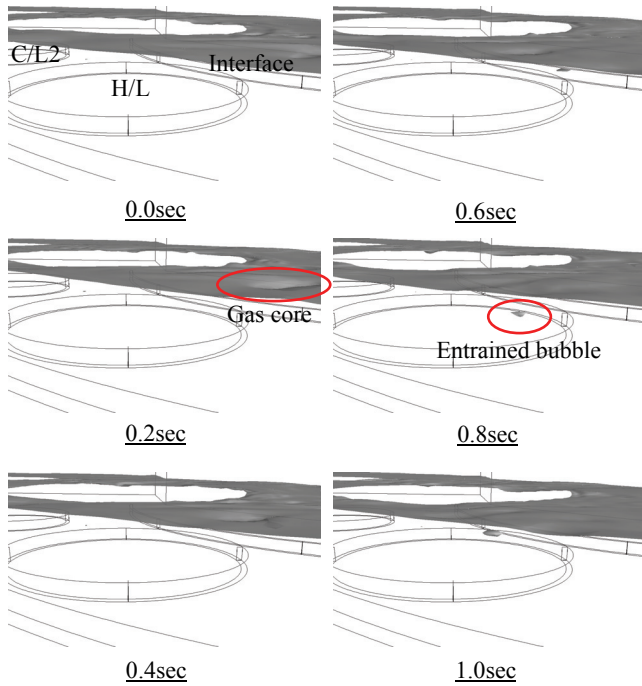 C/L2
Interface
H/L
0.0sec
0.6sec
Gas core
0.2sec
Entrained bubble
0.8sec
0.4sec
1.0sec